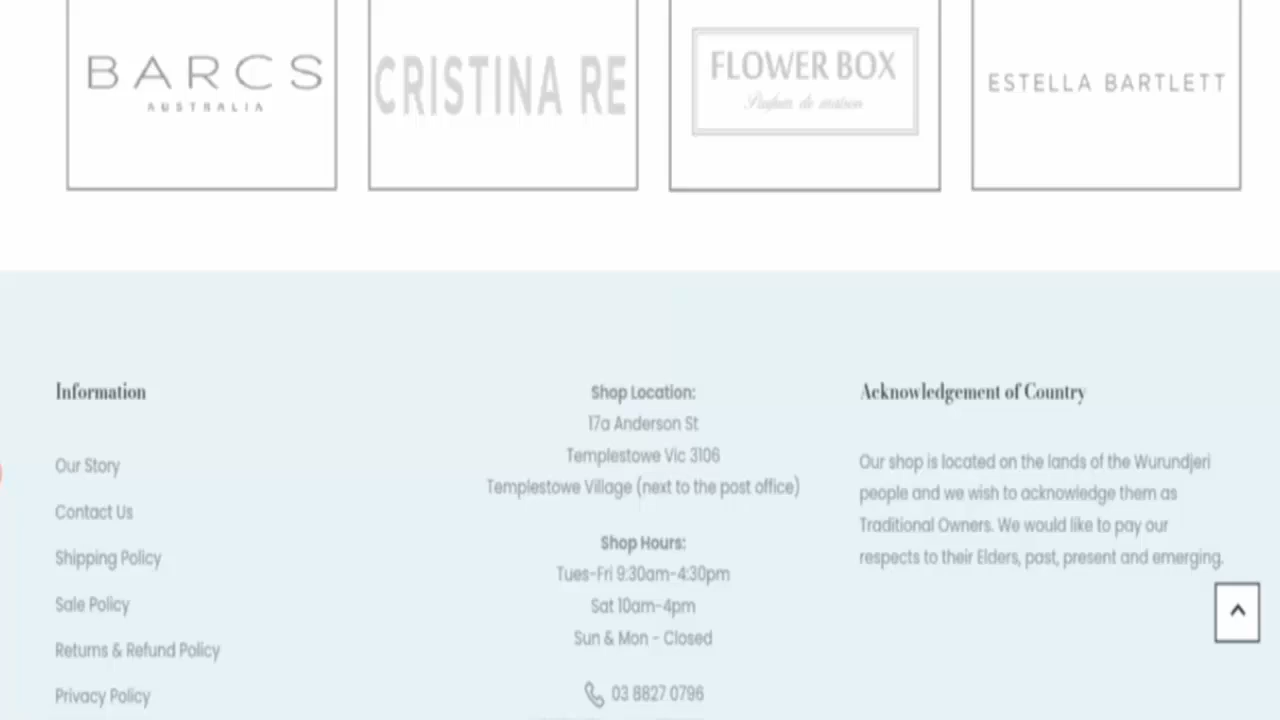 BARCS
AUSTRALIA
CRISTINA RE
FLOWER BOX
Parfum de maison
ESTELLA BARTLETT
Information
Our Story
Contact Us
Shipping Policy
Sale Policy
Returns & Refund Policy
Privacy Policy
Shop Location:
17a Anderson St
Templestowe Vic 3106
Templestowe Village (next to the post office)
Shop Hours:
Tues-Fri 9:30am-4:30pm
Sat 10am-4pm
Sun & Mon - Closed
03 8827 0796
Acknowledgement of Country
Our shop is located on the lands of the Wurundjeri
people and we wish to acknowledge them as
Traditional Owners. We would like to pay our
respects to their Elders, past, present and emerging.